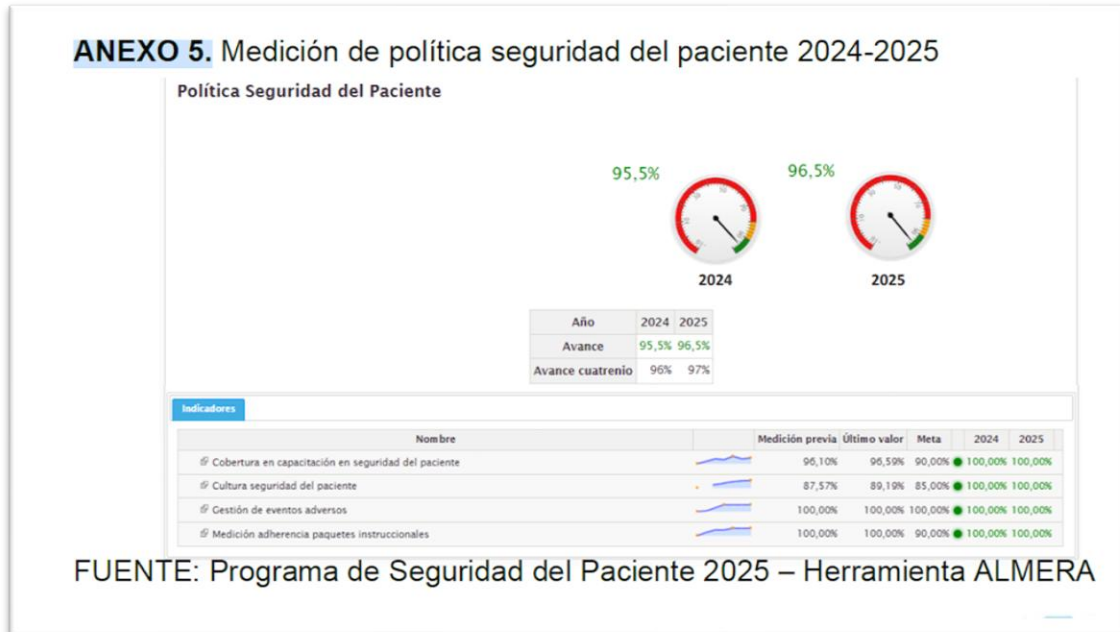 ANEXO 5. Medición de política seguridad del paciente 2024-2025
Política Seguridad del Paciente
95,5% 96,5%
2024 2025
Año 2024 2025
Avance 95,5% 96,5%
Avance cuatrenio 96% 97%
Indicadores
Nombre Medición previa Último valor Meta 2024 2025
Cobertura en capacitación en seguridad del paciente 96,10% 96,59% 90,00% 100,00% 100,00%
Cultura seguridad del paciente 87,57% 89,19% 85,00% 100,00% 100,00%
Gestión de eventos adversos 100,00% 100,00% 100,00% 100,00% 100,00%
Medición adherencia paquetes instruccionales 100,00% 100,00% 90,00% 100,00% 100,00%
FUENTE: Programa de Seguridad del Paciente 2025 – Herramienta ALMERA